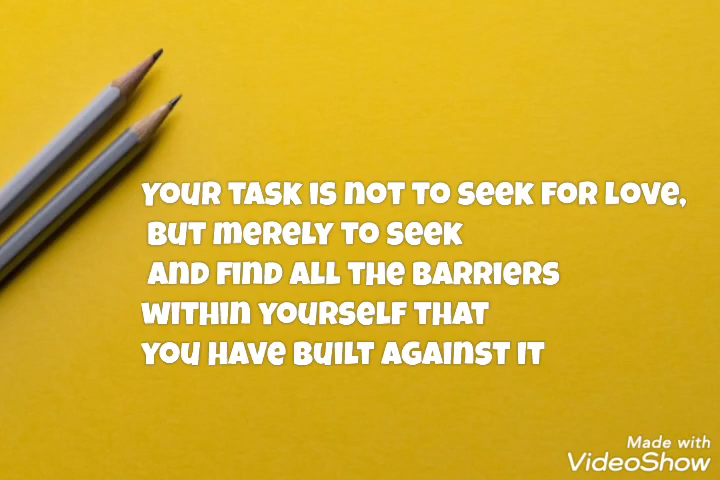 Your task is not to seek for love,
but merely to seek
and find all the barriers
within yourself that
you have built against it
Made with
VideoShow